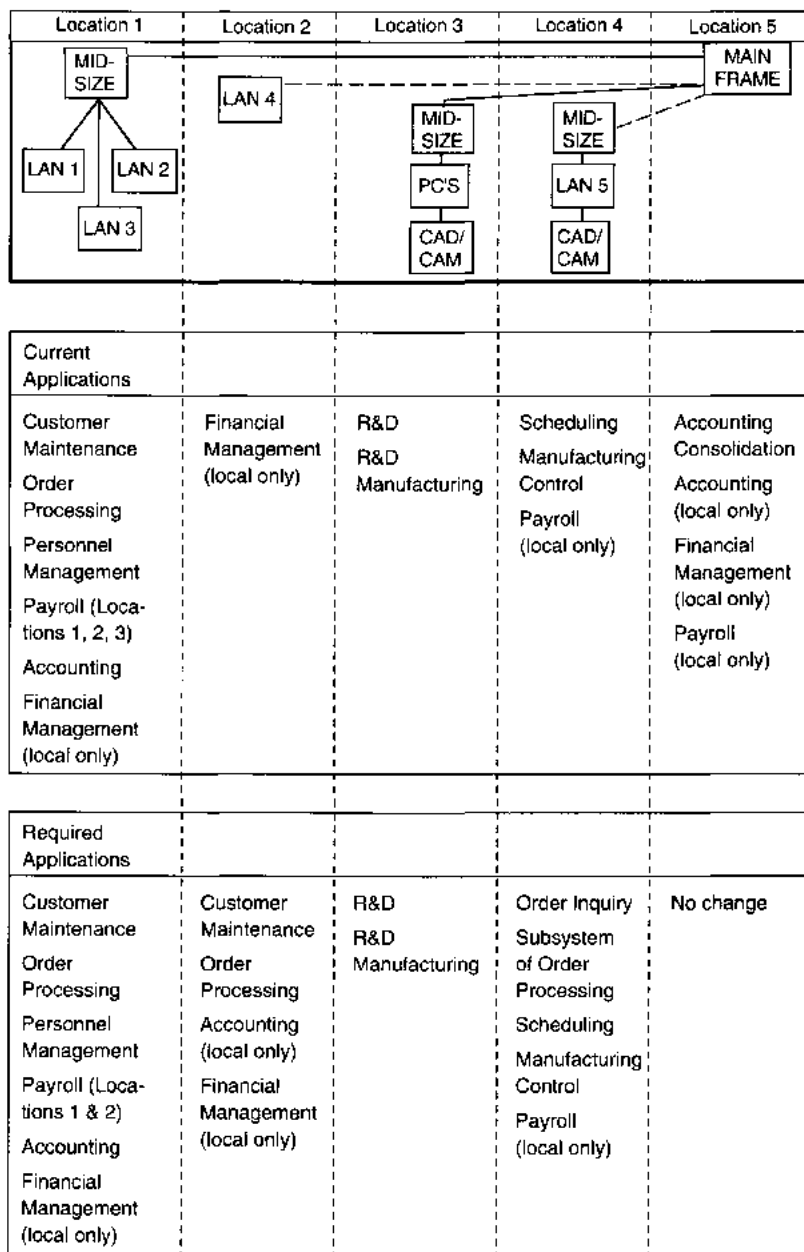 Location 1
Location 2
Location 3
Location 4
Location 5
MID-
SIZE
LAN 1
LAN 2
LAN 3
LAN 4
MID-
SIZE
PC'S
CAD/
CAM
MID-
SIZE
LAN 5
CAD/
CAM
MAIN
FRAME
Current
Applications
Customer
Maintenance
Order
Processing
Personnel
Management
Payroll (Loca-
tions 1, 2, 3)
Accounting
Financial
Management
(local only)
Financial
Management
(local only)
R&D
R&D
Manufacturing
Scheduling
Manufacturing
Control
Payroll
(local only)
Accounting
Consolidation
Accounting
(local only)
Financial
Management
(local only)
Payroll
(local only)
Required
Applications
Customer
Maintenance
Order
Processing
Personnel
Management
Payroll (Loca-
tions 1 & 2)
Accounting
Financial
Management
(local only)
Customer
Maintenance
Order
Processing
Accounting
(local only)
Financial
Management
(local only)
R&D
R&D
Manufacturing
Order Inquiry
Subsystem
of Order
Processing
Scheduling
Manufacturing
Control
Payroll
(local only)
No change